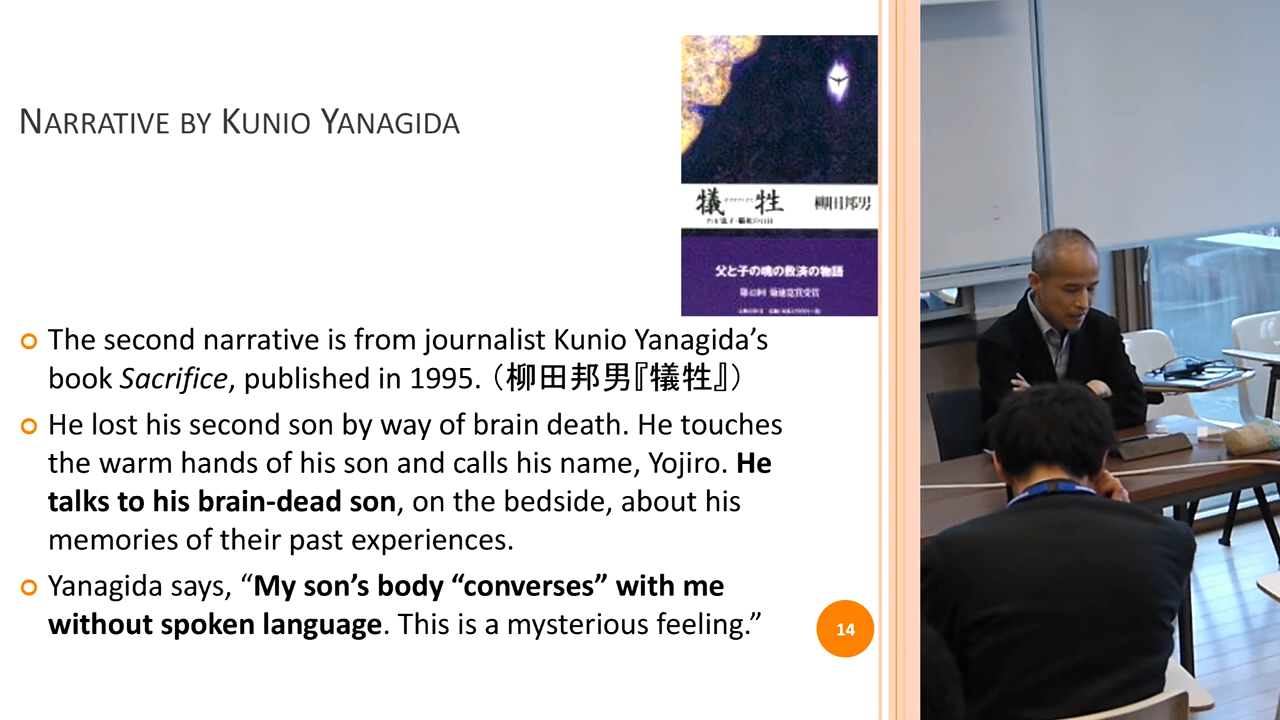 NARRATIVE BY KUNIO YANAGIDA
犠牲
柳田邦男
父と子の魂の救済の物語
The second narrative is from journalist Kunio Yanagida’s
book Sacrifice, published in 1995. （柳田邦男『犠牲』）
He lost his second son by way of brain death. He touches
the warm hands of his son and calls his name, Yojiro. He
talks to his brain-dead son, on the bedside, about his
memories of their past experiences.
Yanagida says, “My son’s body “converses” with me
without spoken language. This is a mysterious feeling.”
14